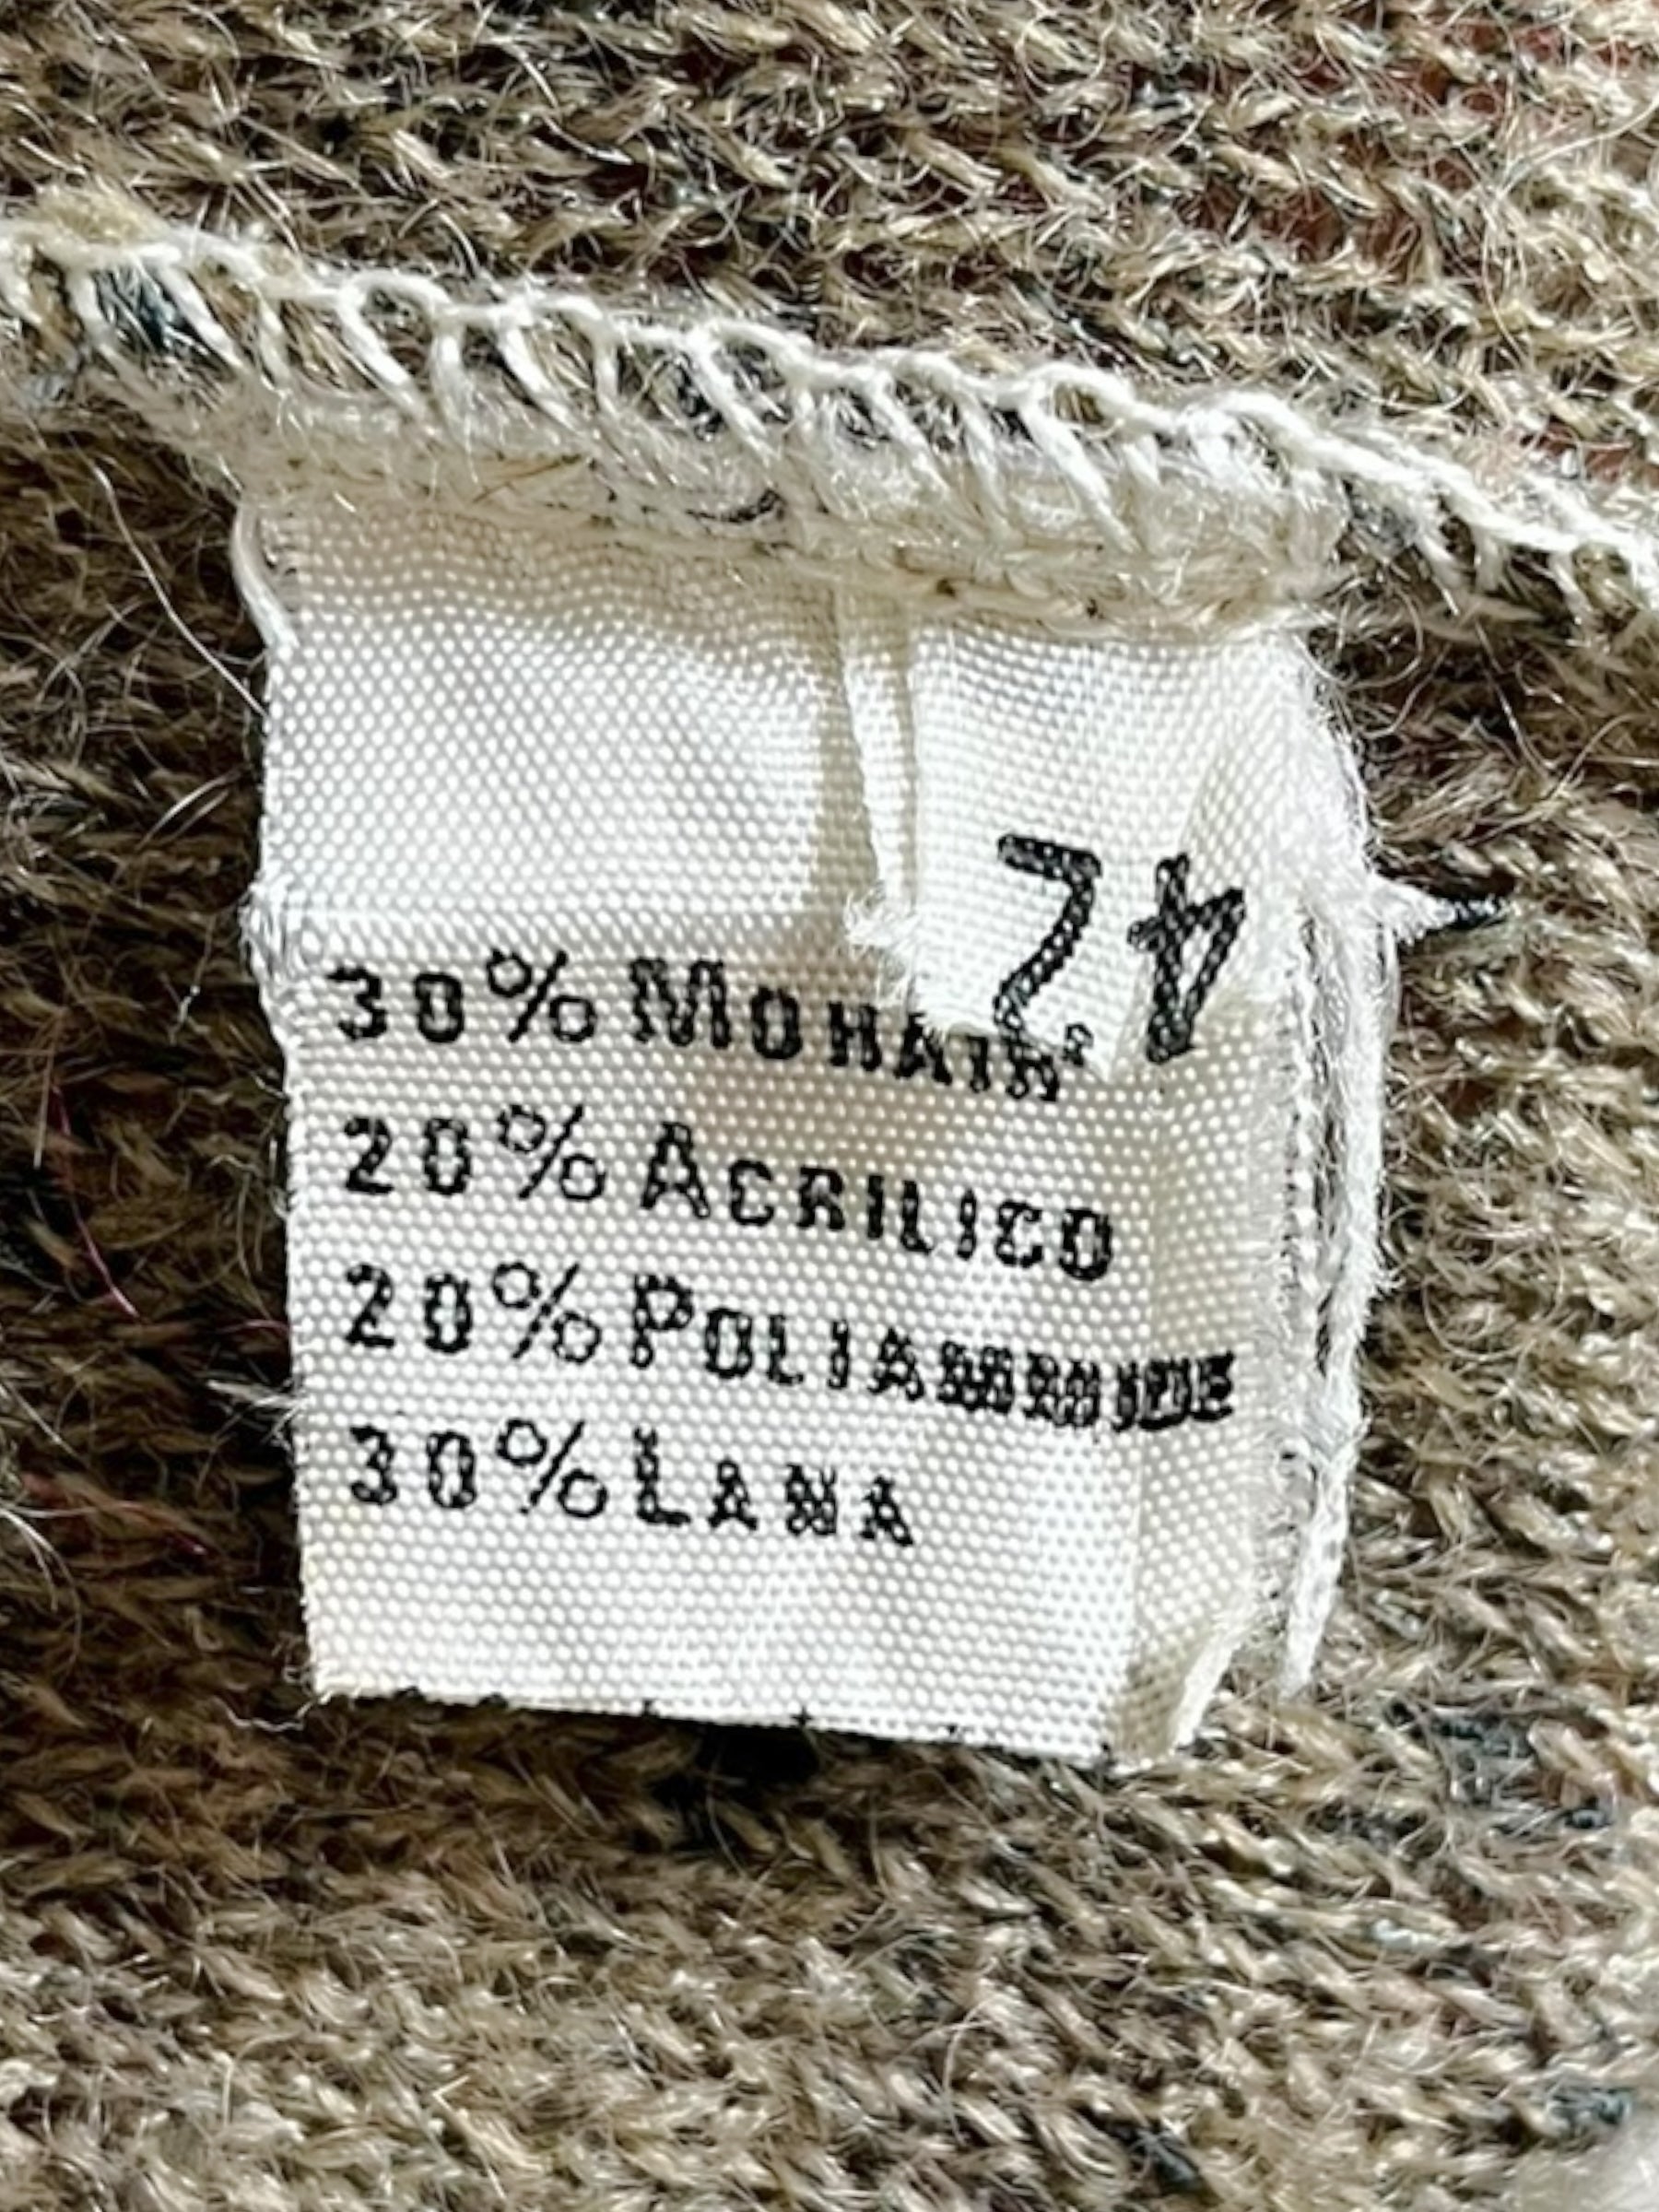 42
30% MOHAIR
20% ACRILICO
20% POLIAMMIDE
30% LANA